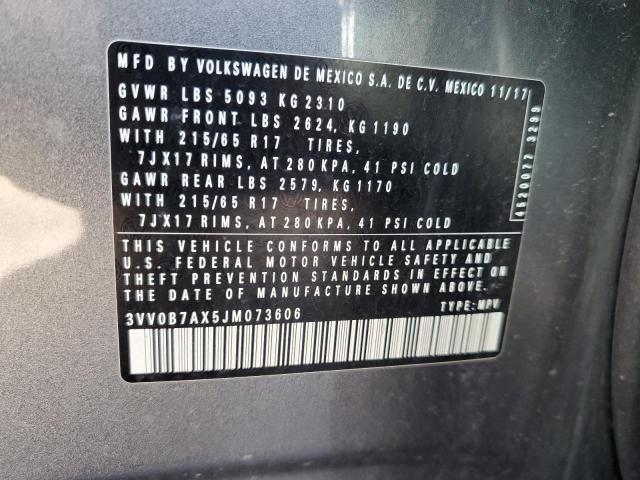 MFD BY VOLKSWAGEN DE MEXICO S.A. DE C.V. MEXICO 11/17
GVWR LBS 5093 KG 2310
GAWR FRONT LBS 2624, KG 1190
WITH 215/65 R17 TIRES,
7JX17 RIMS, AT 280 KPA, 41 PSI COLD
GAWR REAR LBS 2579, KG 1170
WITH 215/65 R17 TIRES,
7JX17 RIMS, AT 280 KPA, 41 PSI COLD
THIS VEHICLE CONFORMS TO ALL APPLICABLE
U.S. FEDERAL MOTOR VEHICLE SAFETY AND
THEFT PREVENTION STANDARDS IN EFFECT ON
THE DATE OF MANUFACTURE SHOWN ABOVE.
3VV0B7AX5JM073606
TYPE: MPV
4520077 3299